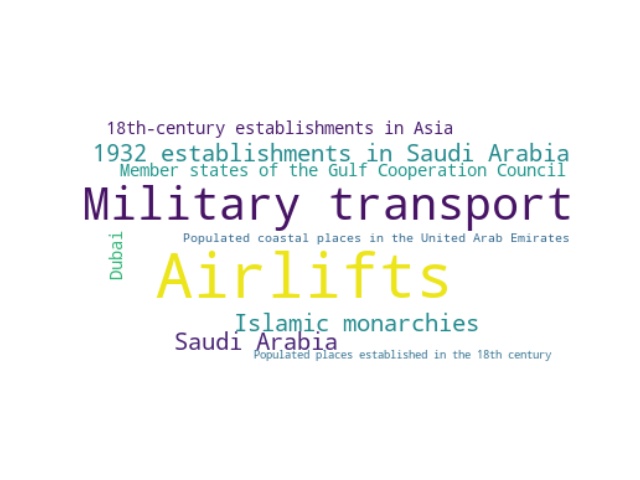 18th-century establishments in Asia
1932 establishments in Saudi Arabia
Member states of the Gulf Cooperation Council
Military transport
Dubai
Populated coastal places in the United Arab Emirates
Airlifts
Islamic monarchies
Saudi Arabia
Populated places established in the 18th century